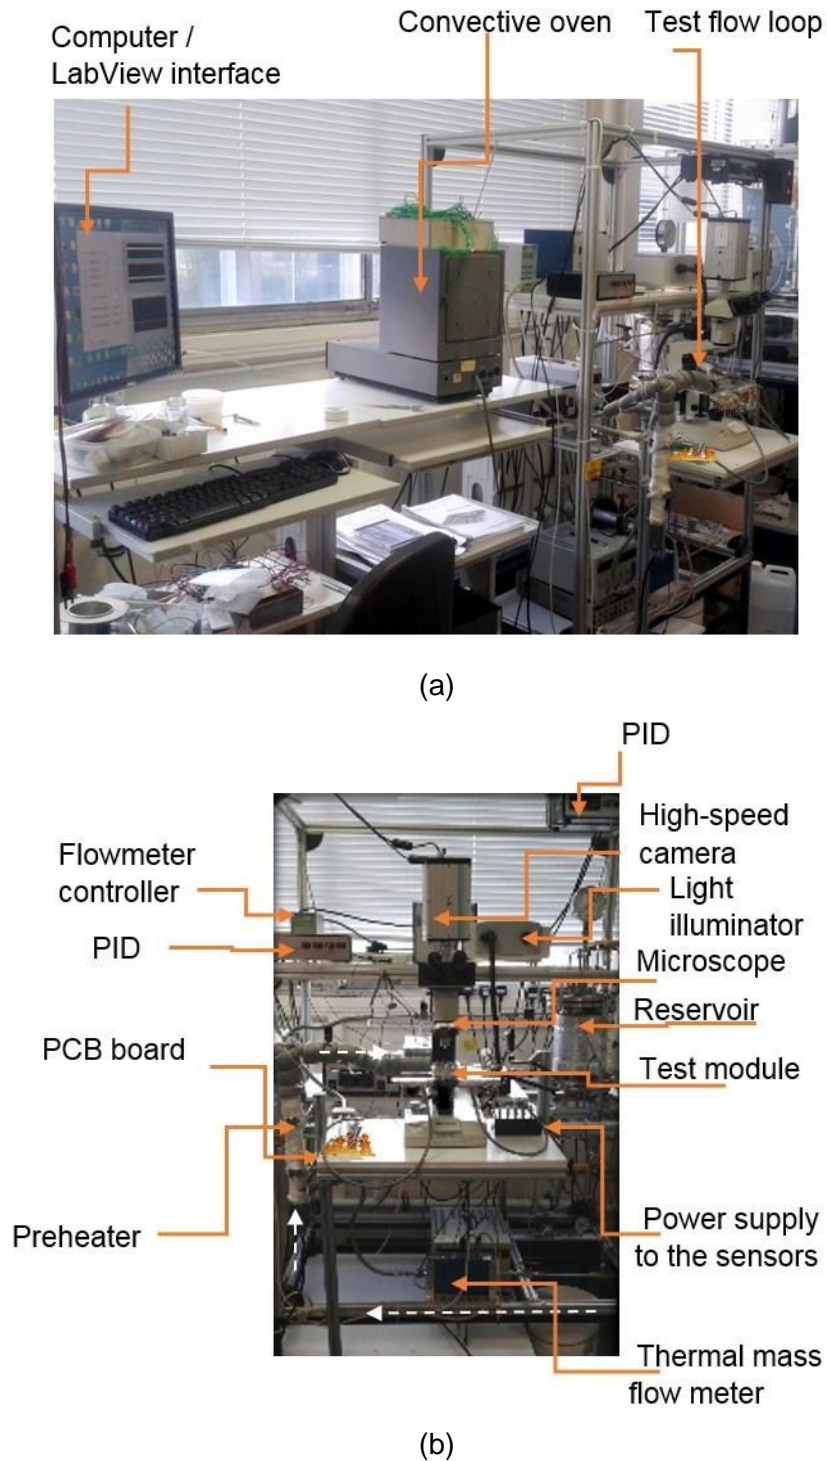 Computer /
LabView interface
Convective oven
Test flow loop
(a)
PID
High-speed
camera
Flowmeter
controller
Light
illuminator
PID
Microscope
Reservoir
PCB board
Test module
Preheater
Power supply
to the sensors
Thermal mass
flow meter
(b)